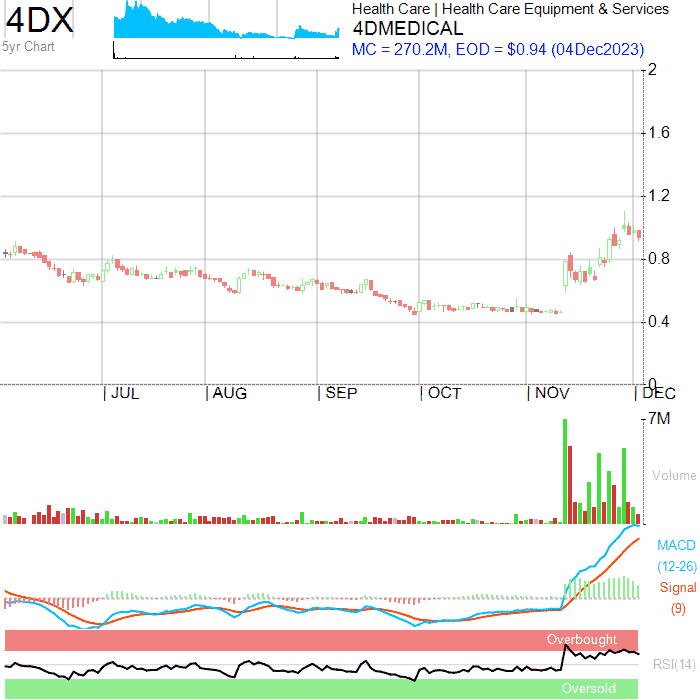 4DX
5yr Chart
Health Care | Health Care Equipment & Services
4DMEDICAL
MC = 270.2M, EOD = $0.94 (04Dec2023)
2
1.6
1.2
0.8
0.4
0
| JUL | AUG | SEP | OCT | NOV | DEC
7M
Volume
MACD
(12-26)
Signal
(9)
Overbought
RSI(14)
Oversold